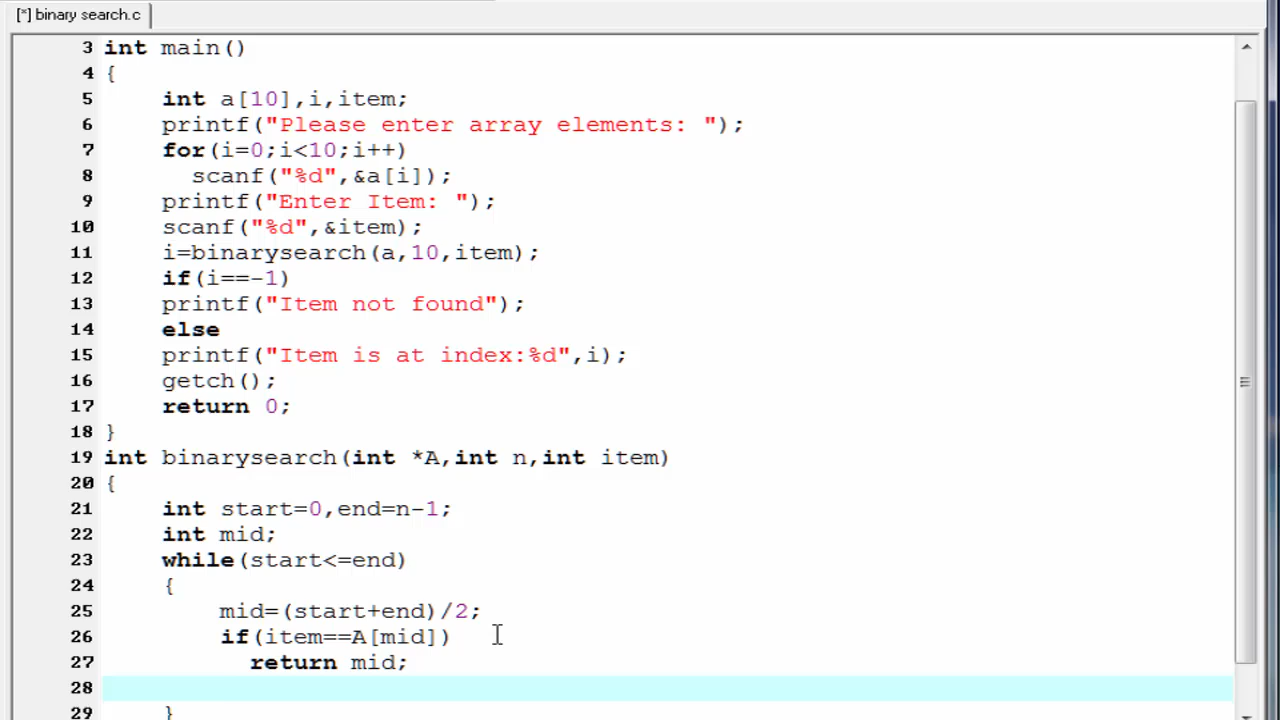 [*] binary search.c
3 int main()
4 {
5 int a[10],i,item;
6 printf("Please enter array elements: ");
7 for(i=0;i<10;i++)
8 scanf("%d",&a[i]);
9 printf("Enter Item: ");
10 scanf("%d",&item);
11 i=binarysearch(a,10,item);
12 if(i==-1)
13 printf("Item not found");
14 else
15 printf("Item is at index:%d",i);
16 getch();
17 return 0;
18 }
19 int binarysearch(int *A,int n,int item)
20 {
21 int start=0,end=n-1;
22 int mid;
23 while(start<=end)
24 {
25 mid=(start+end)/2;
26 if(item==A[mid])
27 return mid;
28
29 }